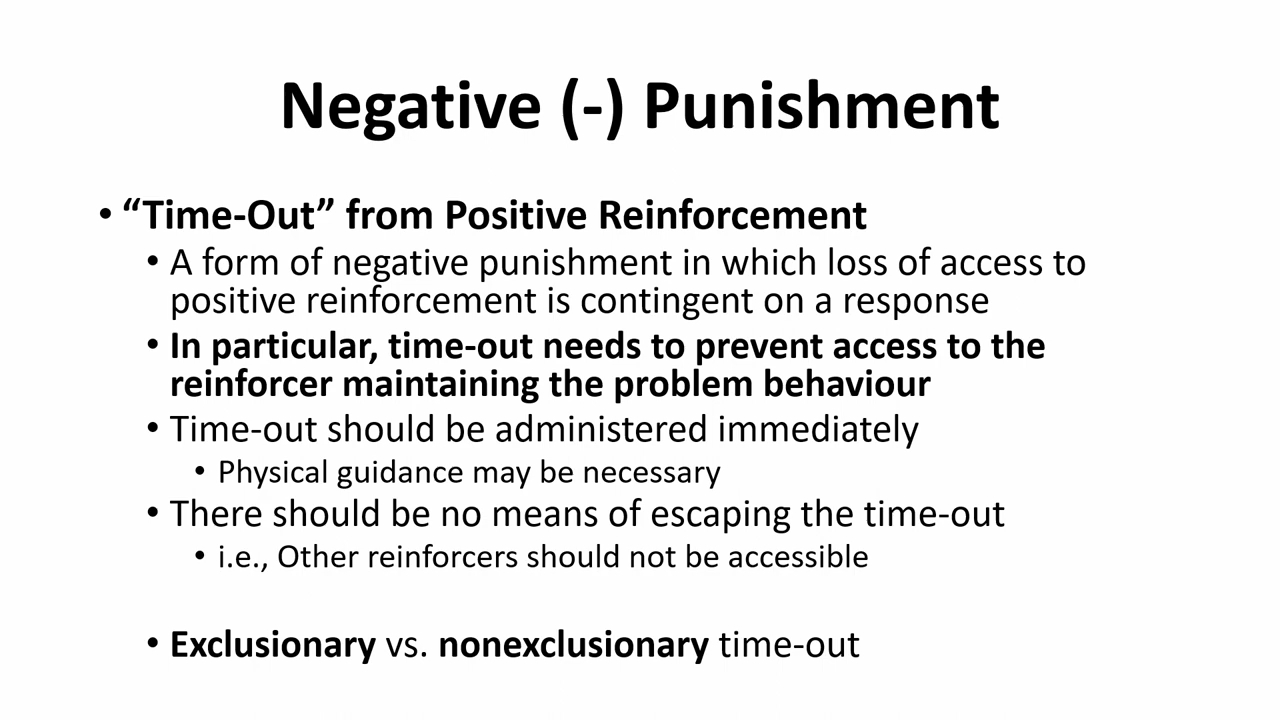 Negative (-) Punishment
• “Time-Out” from Positive Reinforcement
• A form of negative punishment in which loss of access to
positive reinforcement is contingent on a response
• In particular, time-out needs to prevent access to the
reinforcer maintaining the problem behaviour
• Time-out should be administered immediately
• Physical guidance may be necessary
• There should be no means of escaping the time-out
• i.e., Other reinforcers should not be accessible
• Exclusionary vs. nonexclusionary time-out